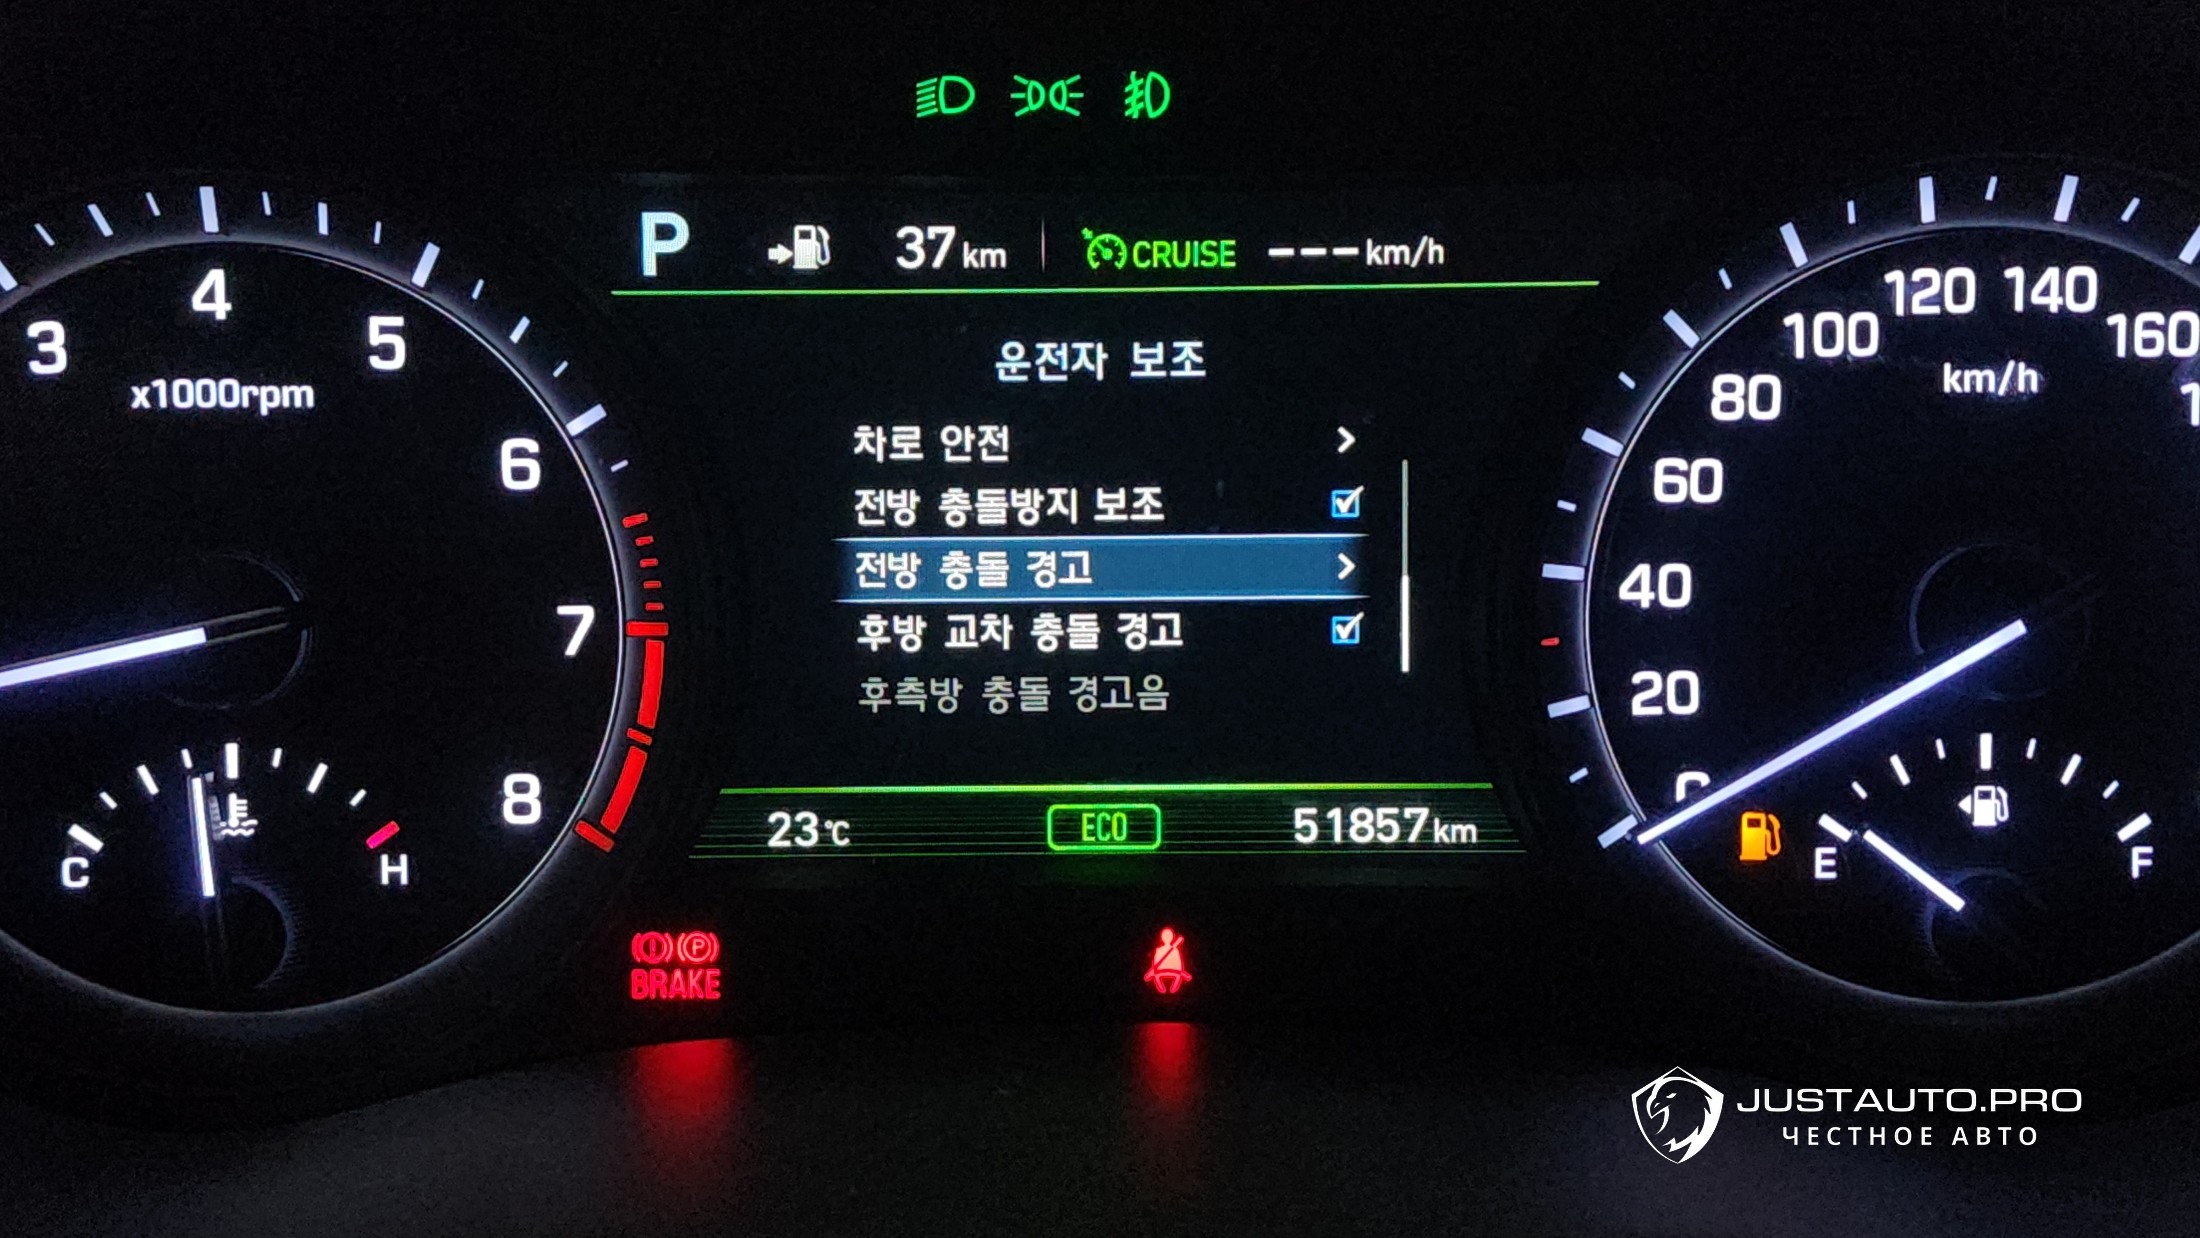 P 37 km CRUISE ---km/h
운전자 보조
차로 안전
전방 충돌방지 보조
전방 충돌 경고
후방 교차 충돌 경고
후측방 충돌 경고음
23℃ ECO 51857km
3 4 5 6 7 8
x1000rpm
C H
0 20 40 60 80 100 120 140 160
km/h
E F
(!) (P)
BRAKE
JUSTAUTO.PRO
ЧЕСТНОЕ АВТО